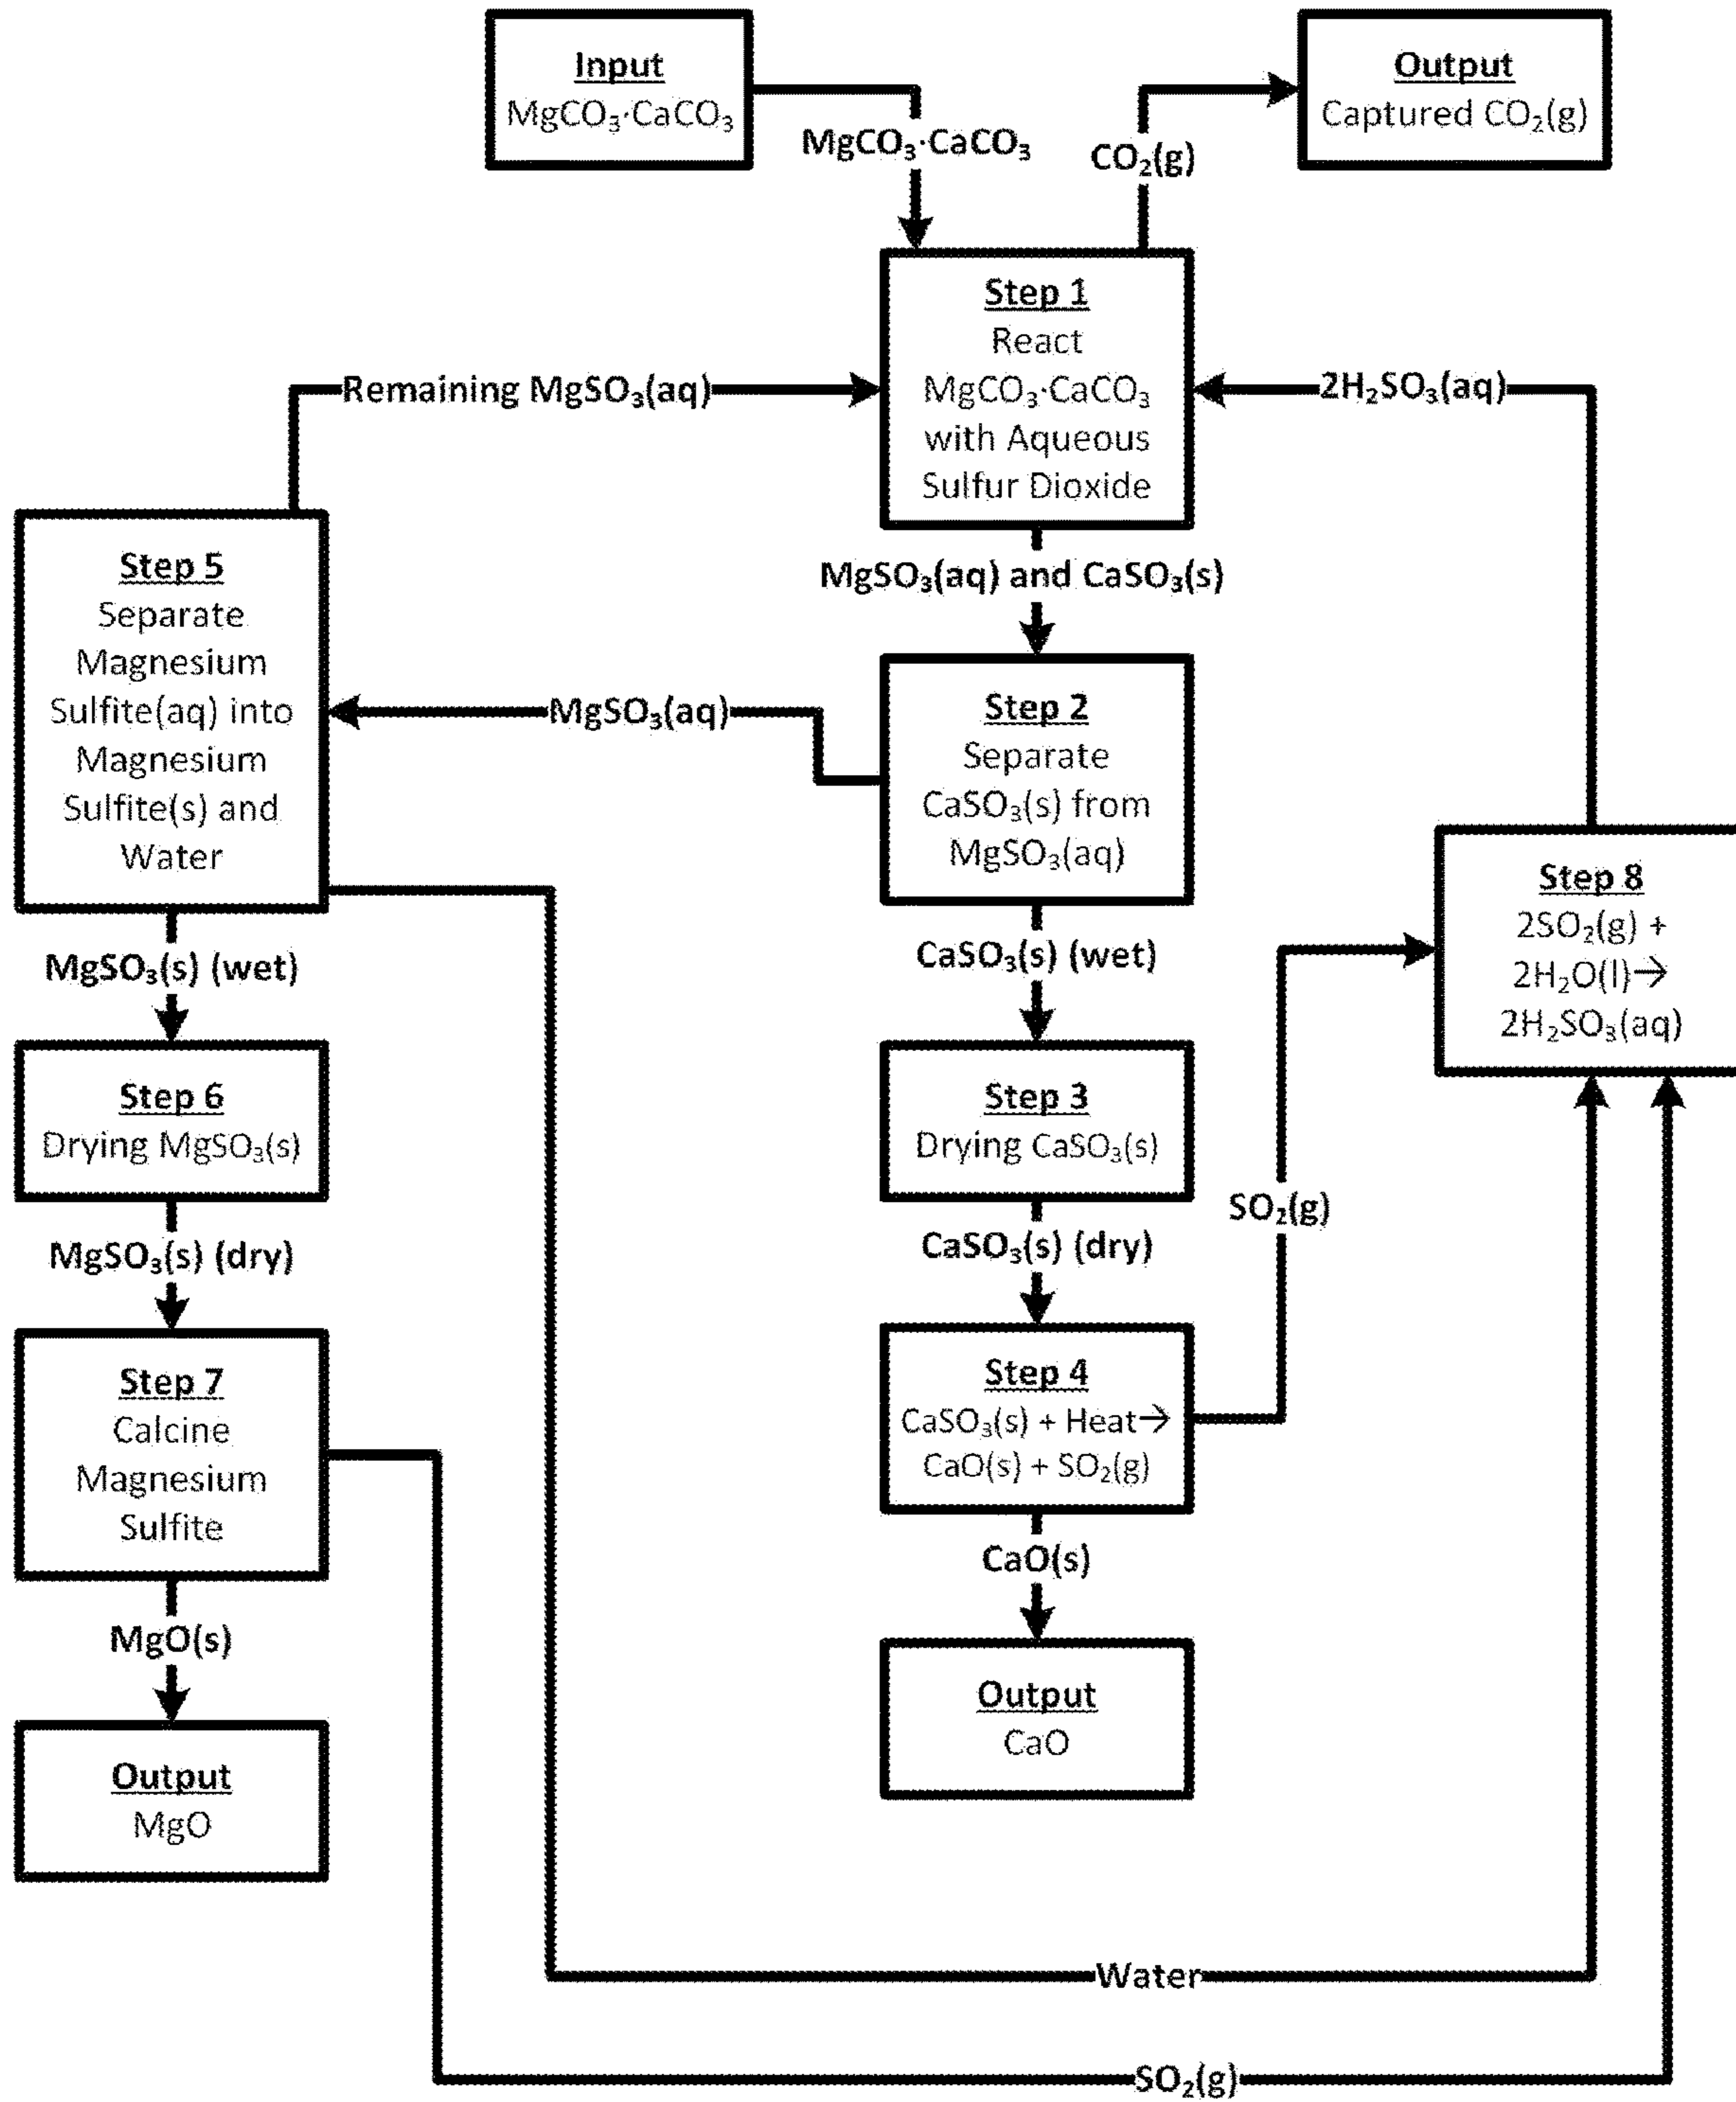 Input
MgCO₃·CaCO₃
Output
Captured CO₂(g)
MgCO₃·CaCO₃
CO₂(g)
Step 1
React
MgCO₃·CaCO₃
with Aqueous
Sulfur Dioxide
Remaining MgSO₃(aq)
2H₂SO₃(aq)
MgSO₃(aq) and CaSO₃(s)
Step 5
Separate
Magnesium
Sulfite(aq) into
Magnesium
Sulfite(s) and
Water
MgSO₃(aq)
Step 2
Separate
CaSO₃(s) from
MgSO₃(aq)
Step 8
2SO₂(g) +
2H₂O(l)→
2H₂SO₃(aq)
MgSO₃(s) (wet)
CaSO₃(s) (wet)
Step 6
Drying MgSO₃(s)
Step 3
Drying CaSO₃(s)
SO₂(g)
MgSO₃(s) (dry)
CaSO₃(s) (dry)
Step 7
Calcine
Magnesium
Sulfite
Step 4
CaSO₃(s) + Heat→
CaO(s) + SO₂(g)
MgO(s)
CaO(s)
Output
MgO
Output
CaO
Water
SO₂(g)